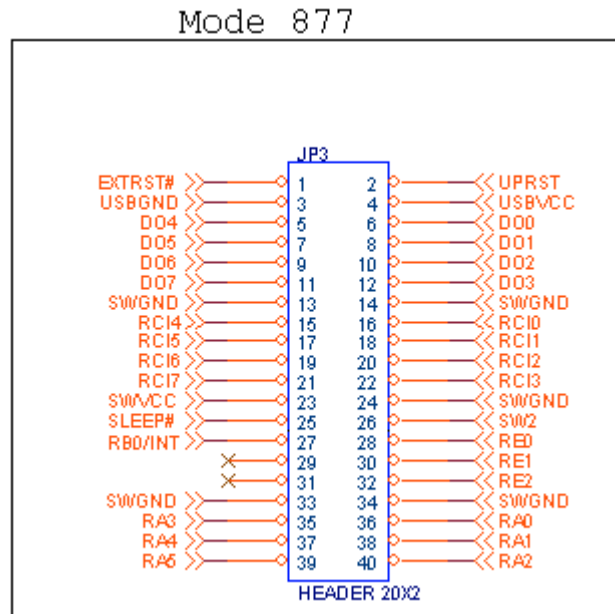 Mode 877
JP3
EXTRST# 1 2 UPRST
USBGND 3 4 USBVCC
DO4 5 6 DO0
DO5 7 8 DO1
DO6 9 10 DO2
DO7 11 12 DO3
SWGND 13 14 SWGND
RCI4 15 16 RCI0
RCI5 17 18 RCI1
RCI6 19 20 RCI2
RCI7 21 22 RCI3
SWVCC 23 24 SWGND
SLEEP# 25 26 SW2
RB0/INT 27 28 RE0
29 30 RE1
31 32 RE2
SWGND 33 34 SWGND
RA3 35 36 RA0
RA4 37 38 RA1
RA5 39 40 RA2
HEADER 20X2